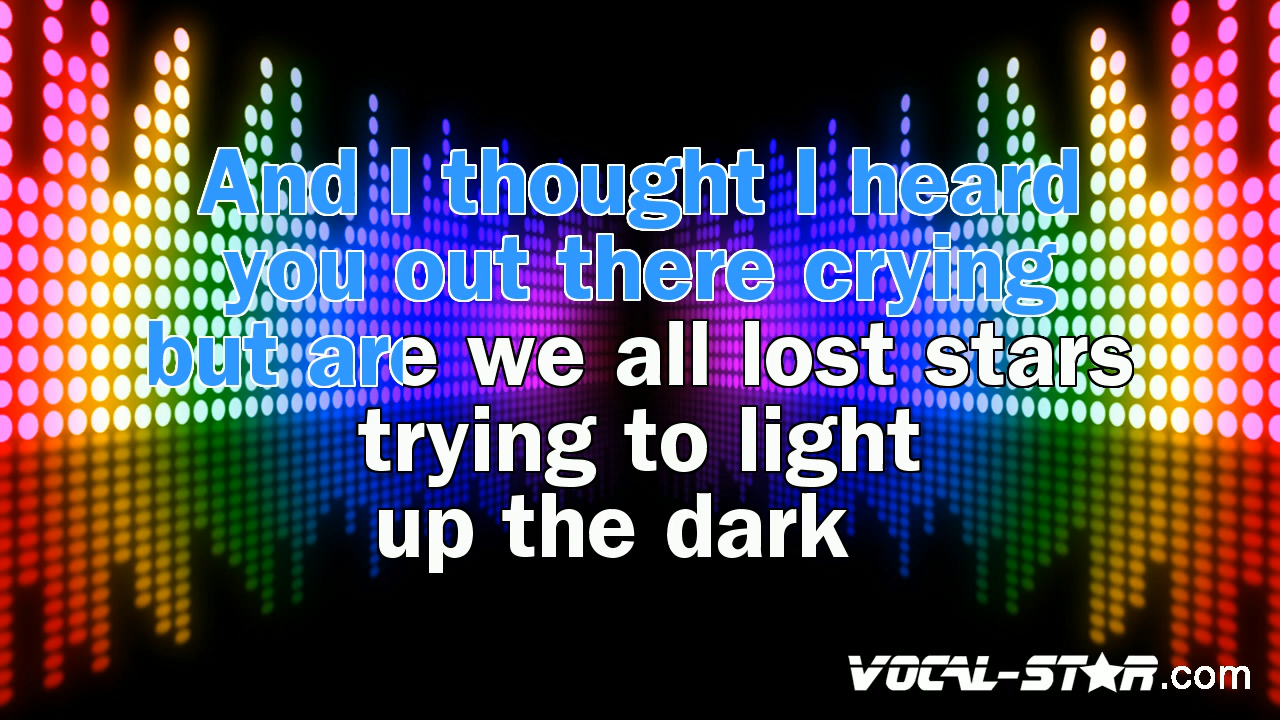 And I thought I heard
you out there crying
but are we all lost stars
trying to light
up the dark
VOCAL-STAR.com